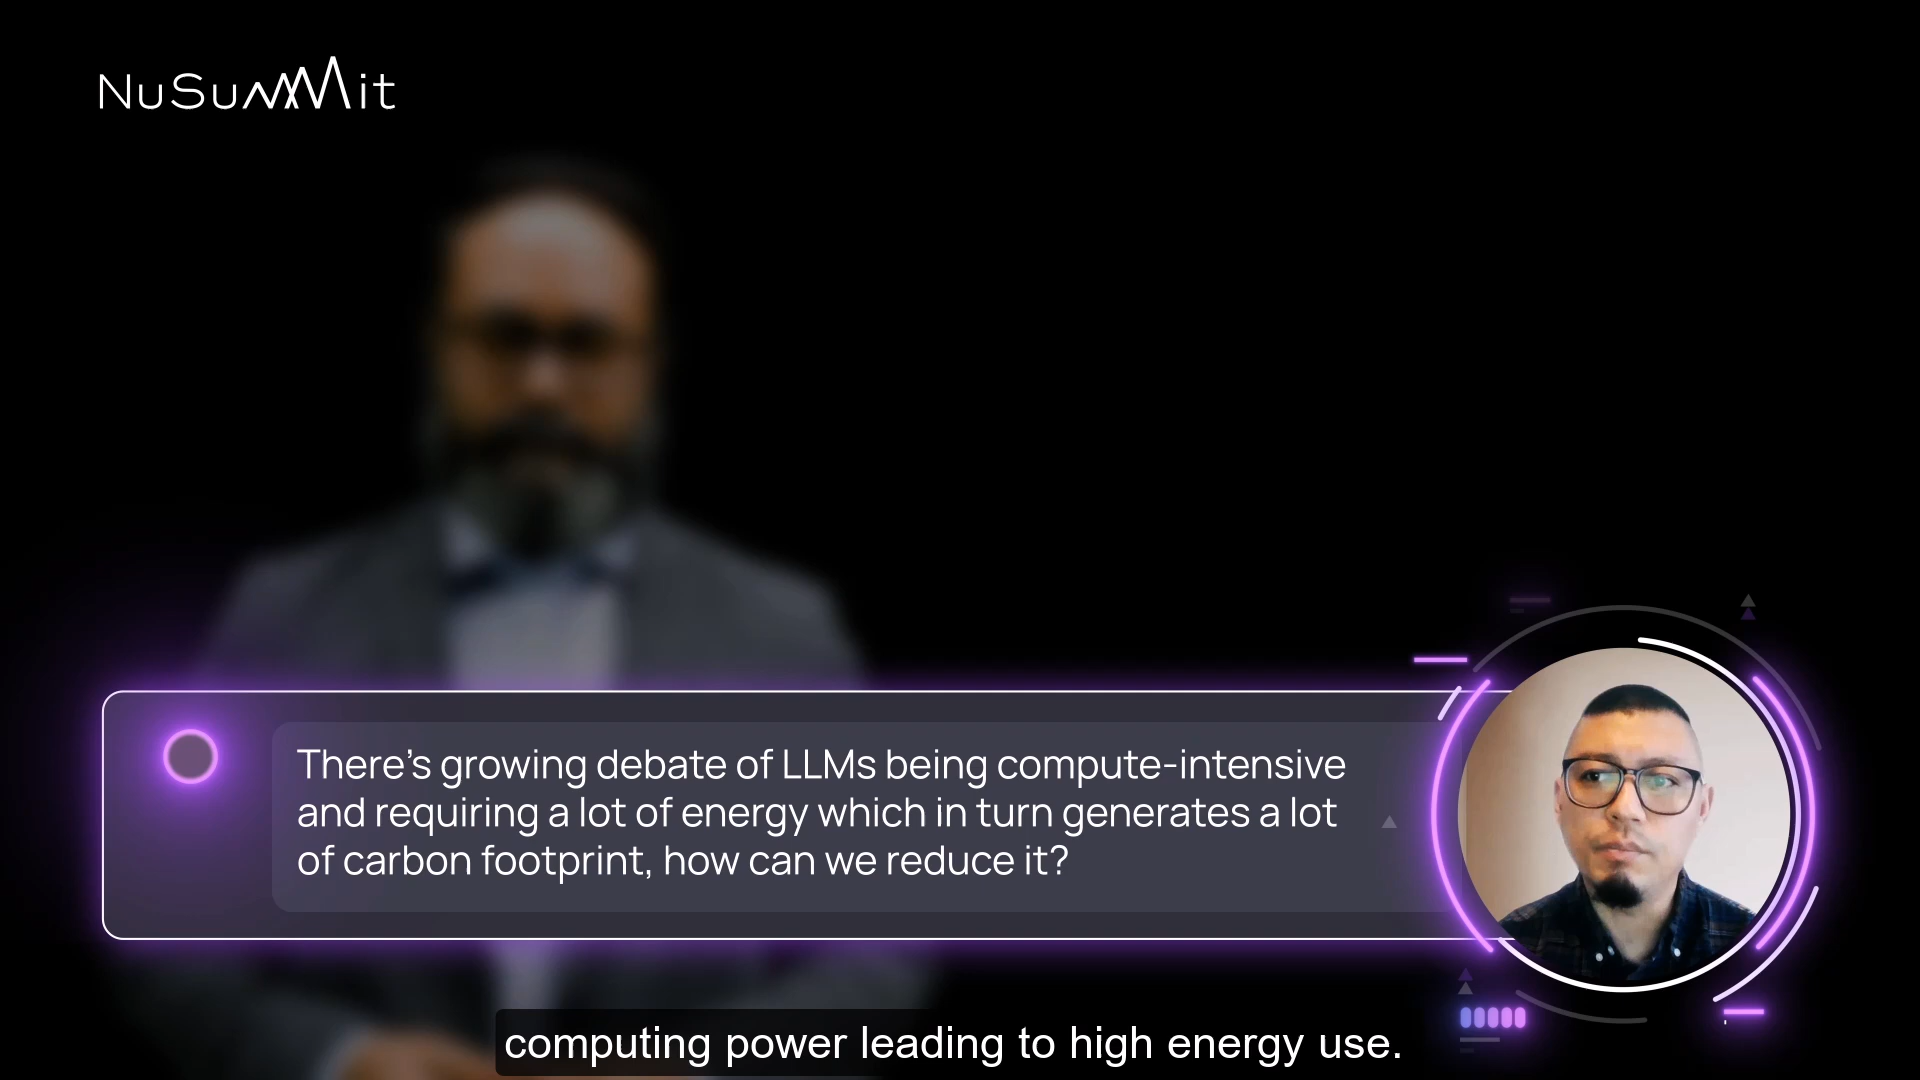 NuSummit
There’s growing debate of LLMs being compute-intensive
and requiring a lot of energy which in turn generates a lot
of carbon footprint, how can we reduce it?
computing power leading to high energy use.